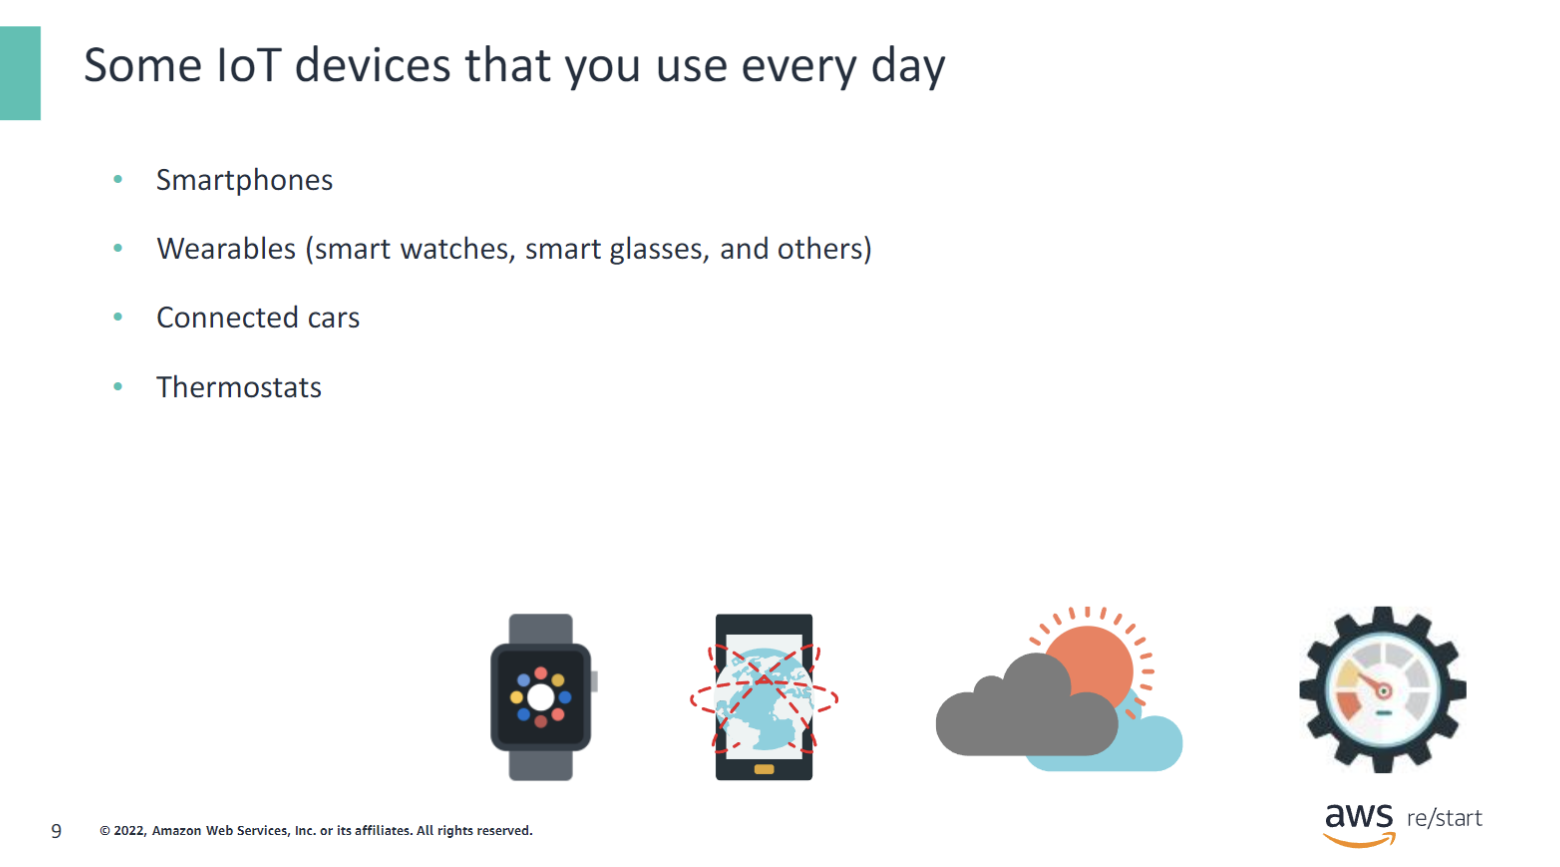 Some IoT devices that you use every day
• Smartphones
• Wearables (smart watches, smart glasses, and others)
• Connected cars
• Thermostats
9 © 2022, Amazon Web Services, Inc. or its affiliates. All rights reserved.
aws re/start